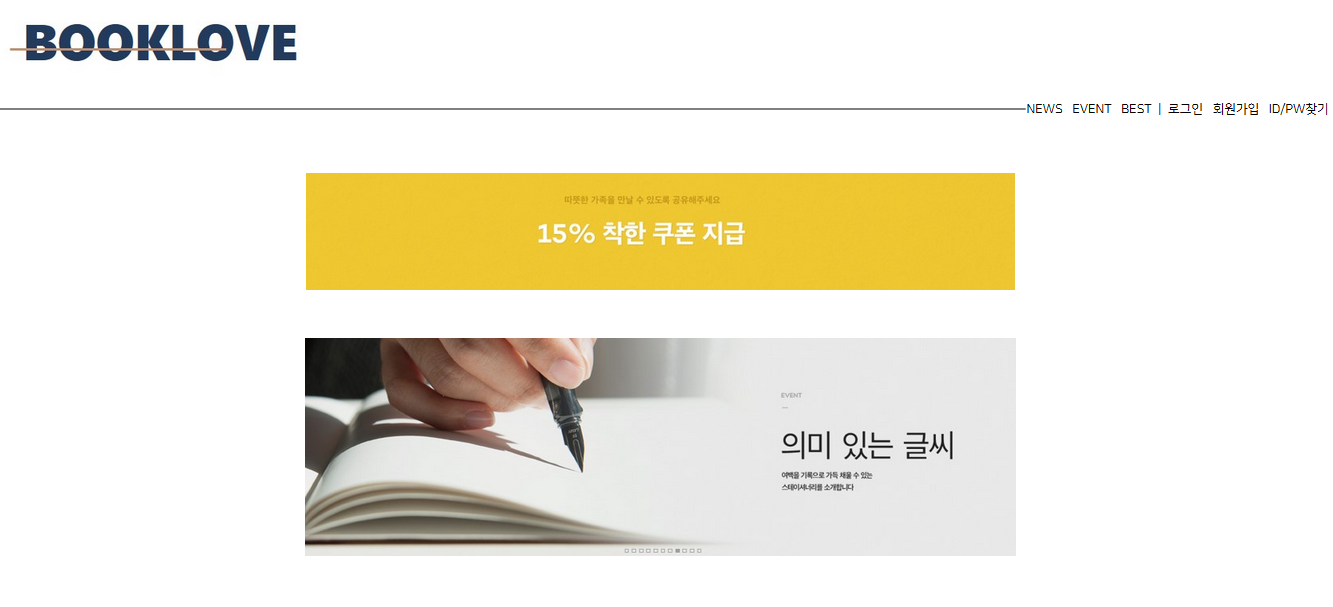 BOOKLOVE
NEWS EVENT BEST | 로그인 회원가입 ID/PW찾기
따뜻한 가족을 만날 수 있도록 공유해주세요
15% 착한 쿠폰 지급
EVENT
의미 있는 글씨
여백을 기록으로 가득 채울 수 있는
스테이셔너리를 소개합니다